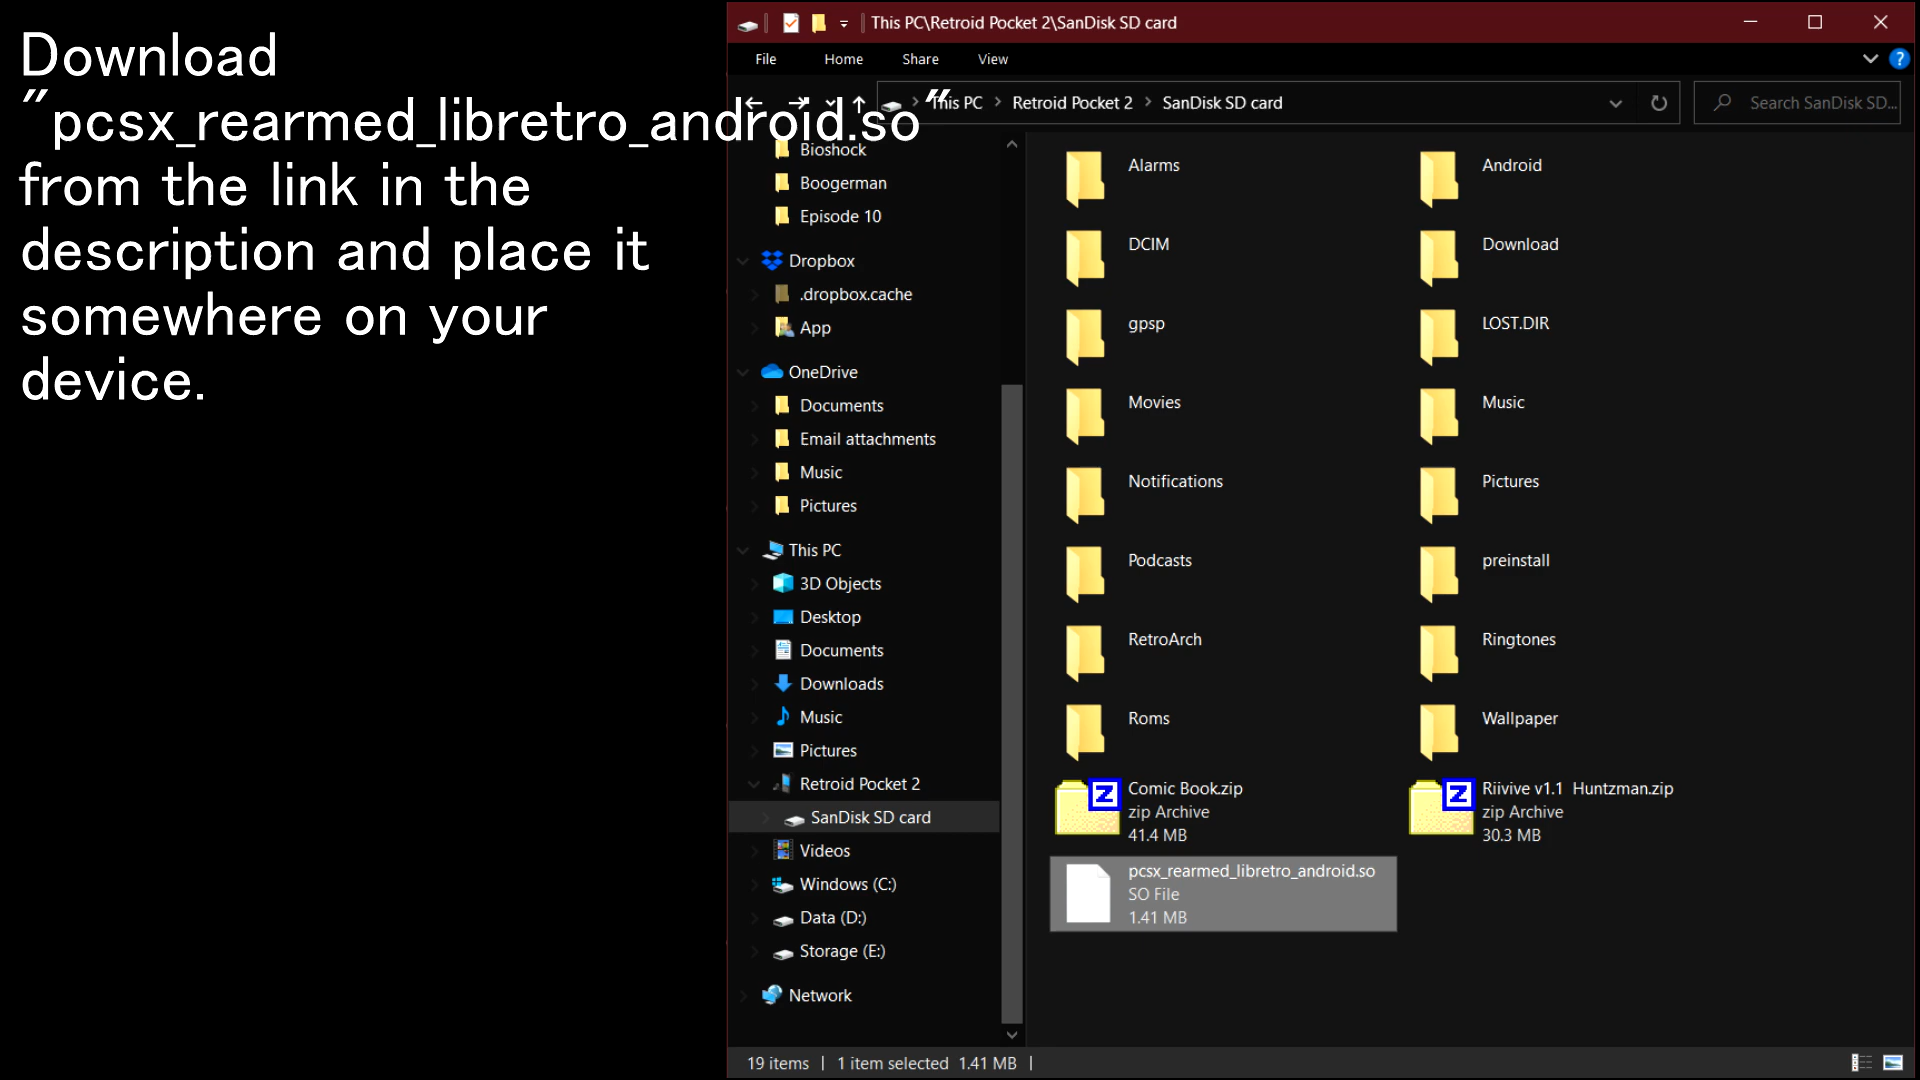 Download
"pcsx_rearmed_libretro_android.so"
from the link in the
description and place it
somewhere on your
device.
This PC\Retroid Pocket 2\SanDisk SD card
File Home Share View
This PC > Retroid Pocket 2 > SanDisk SD card
Search SanDisk SD...
Bioshock
Boogerman
Episode 10
Dropbox
.dropbox.cache
App
OneDrive
Documents
Email attachments
Music
Pictures
This PC
3D Objects
Desktop
Documents
Downloads
Music
Pictures
Retroid Pocket 2
SanDisk SD card
Videos
Windows (C:)
Data (D:)
Storage (E:)
Network
Alarms
Android
DCIM
Download
gpsp
LOST.DIR
Movies
Music
Notifications
Pictures
Podcasts
preinstall
RetroArch
Ringtones
Roms
Wallpaper
Comic Book.zip
zip Archive
41.4 MB
Riivive v1.1 Huntzman.zip
zip Archive
30.3 MB
pcsx_rearmed_libretro_android.so
SO File
1.41 MB
19 items | 1 item selected 1.41 MB |